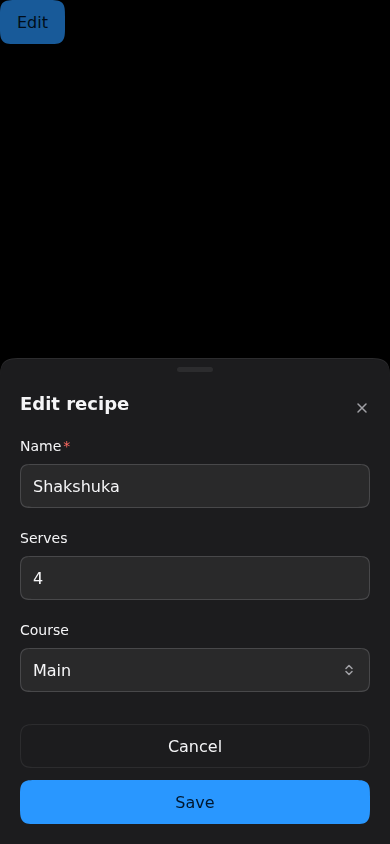 Edit
Edit recipe
Name*
Shakshuka
Serves
4
Course
Main
Cancel
Save